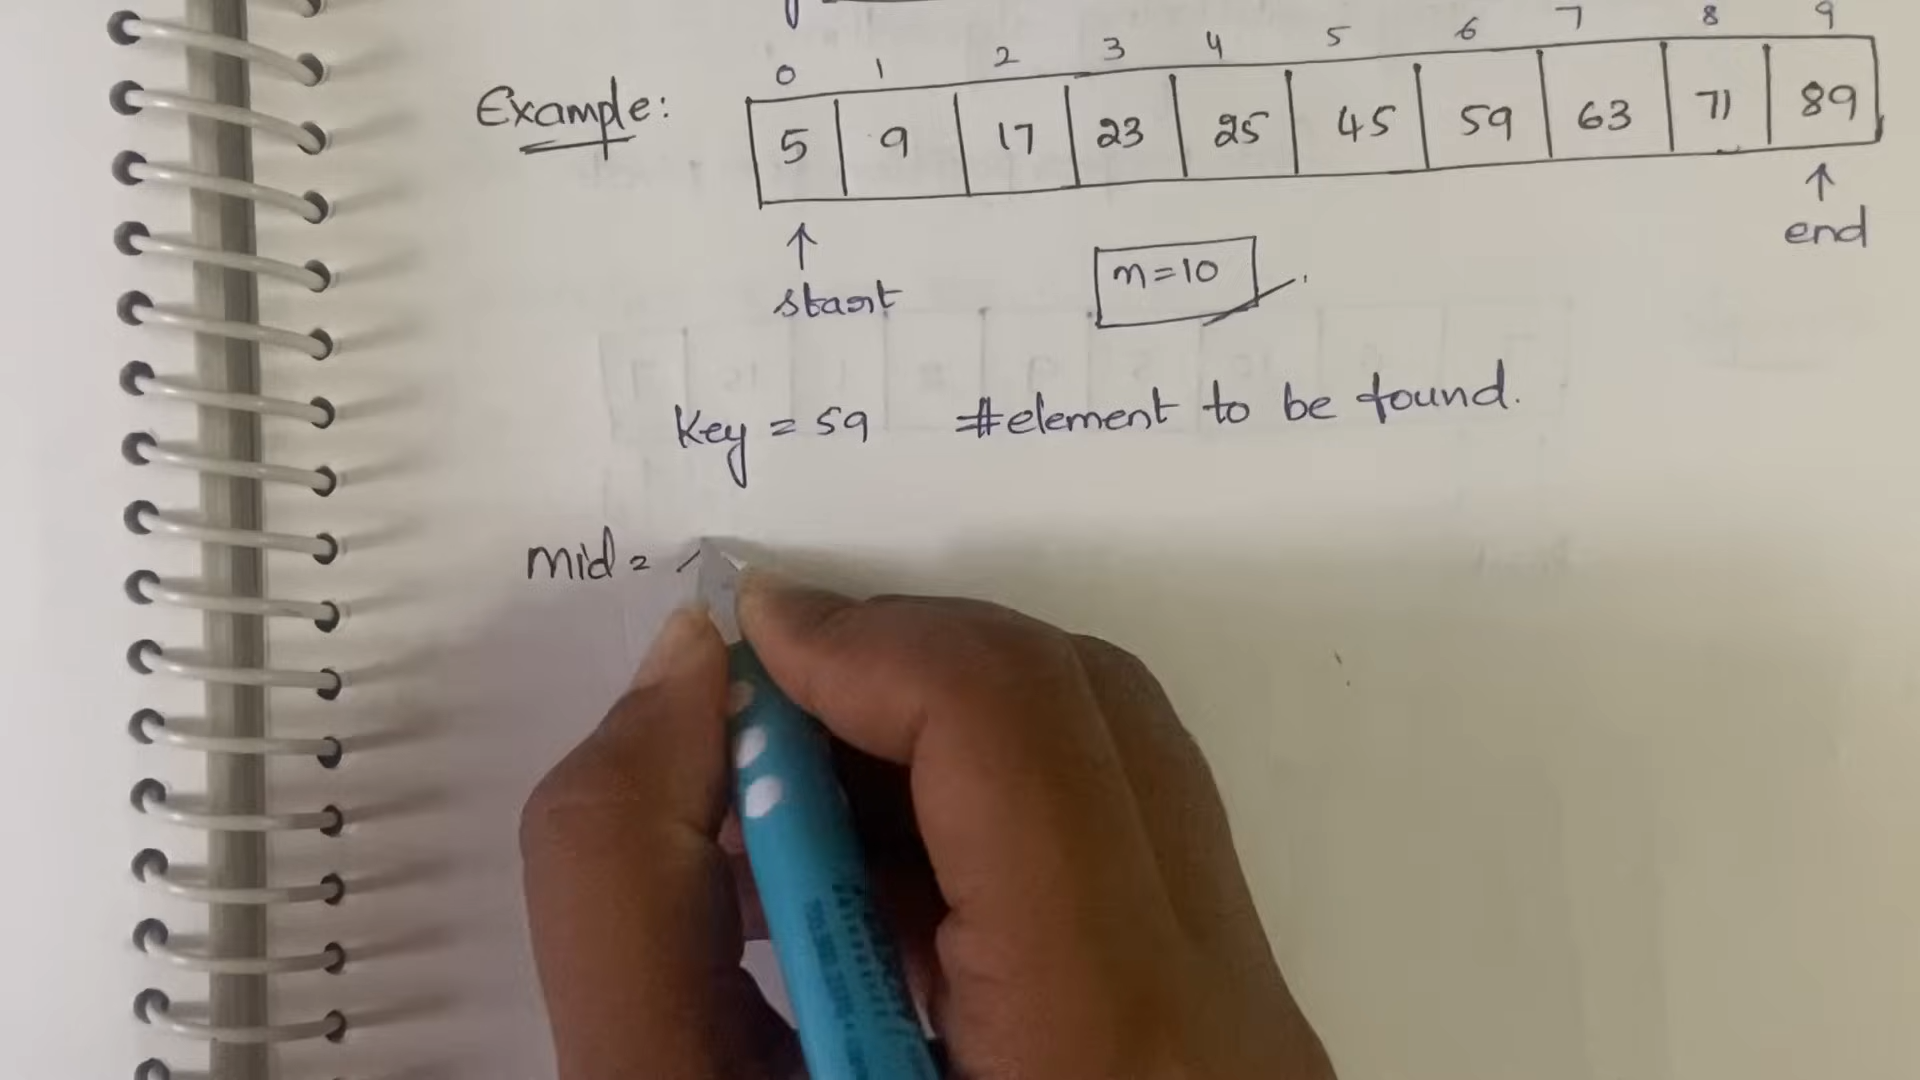 0 1 2 3 4 5 6 7 8 9
Example: 5 9 17 23 25 45 59 63 71 89
start end
n=10
Key = 59 #element to be found.
mid =